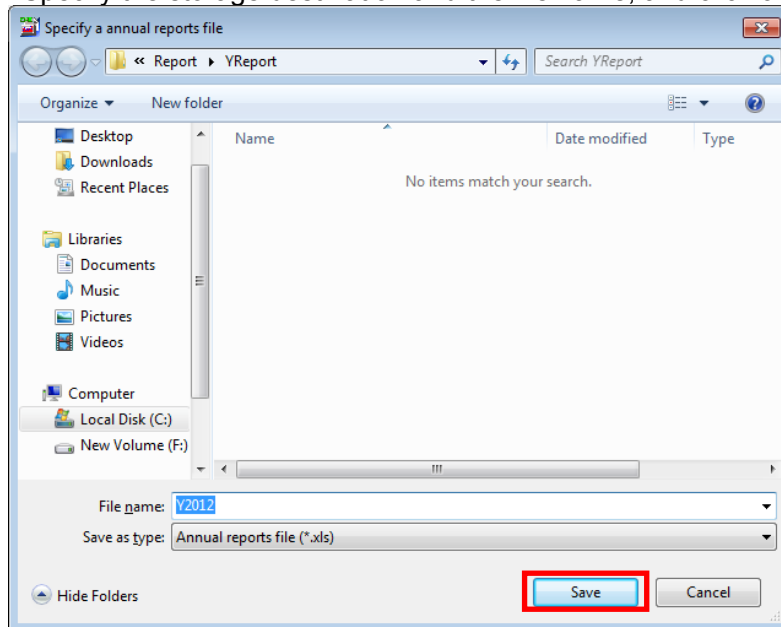 Specify a annual reports file
« Report ▸ YReport
Search YReport
Organize
New folder
Name
Date modified
Type
No items match your search.
Desktop
Downloads
Recent Places
Libraries
Documents
Music
Pictures
Videos
Computer
Local Disk (C:)
New Volume (F:)
File name: Y2012
Save as type: Annual reports file (*.xls)
Hide Folders
Save
Cancel